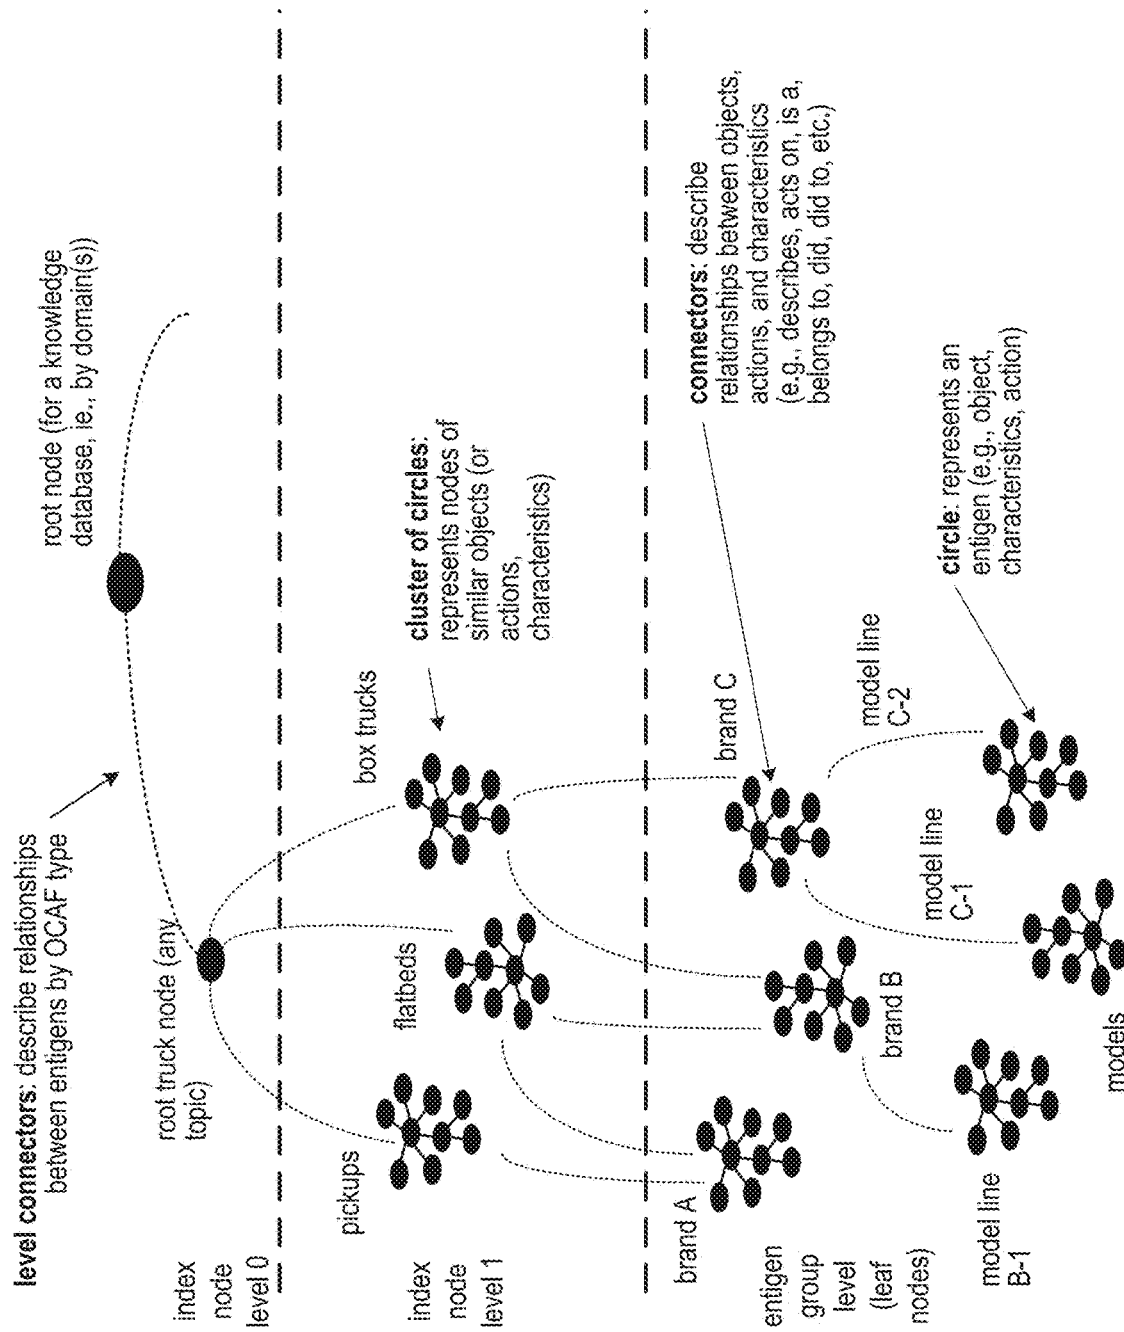 level connectors: describe relationships
between entigens by OCAF type
root node (for a knowledge
database, ie., by domain(s))
root truck node (any
topic)
index
node
level 0
pickups
flatbeds
box trucks
cluster of circles:
represents nodes of
similar objects (or
actions,
characteristics)
index
node
level 1
brand A
brand B
brand C
connectors: describe
relationships between objects,
actions, and characteristics
(e.g., describes, acts on, is a,
belongs to, did, did to, etc.)
entigen
group
level
(leaf
nodes)
model line
B-1
model line
C-1
model line
C-2
models
circle: represents an
entigen (e.g., object,
characteristics, action)